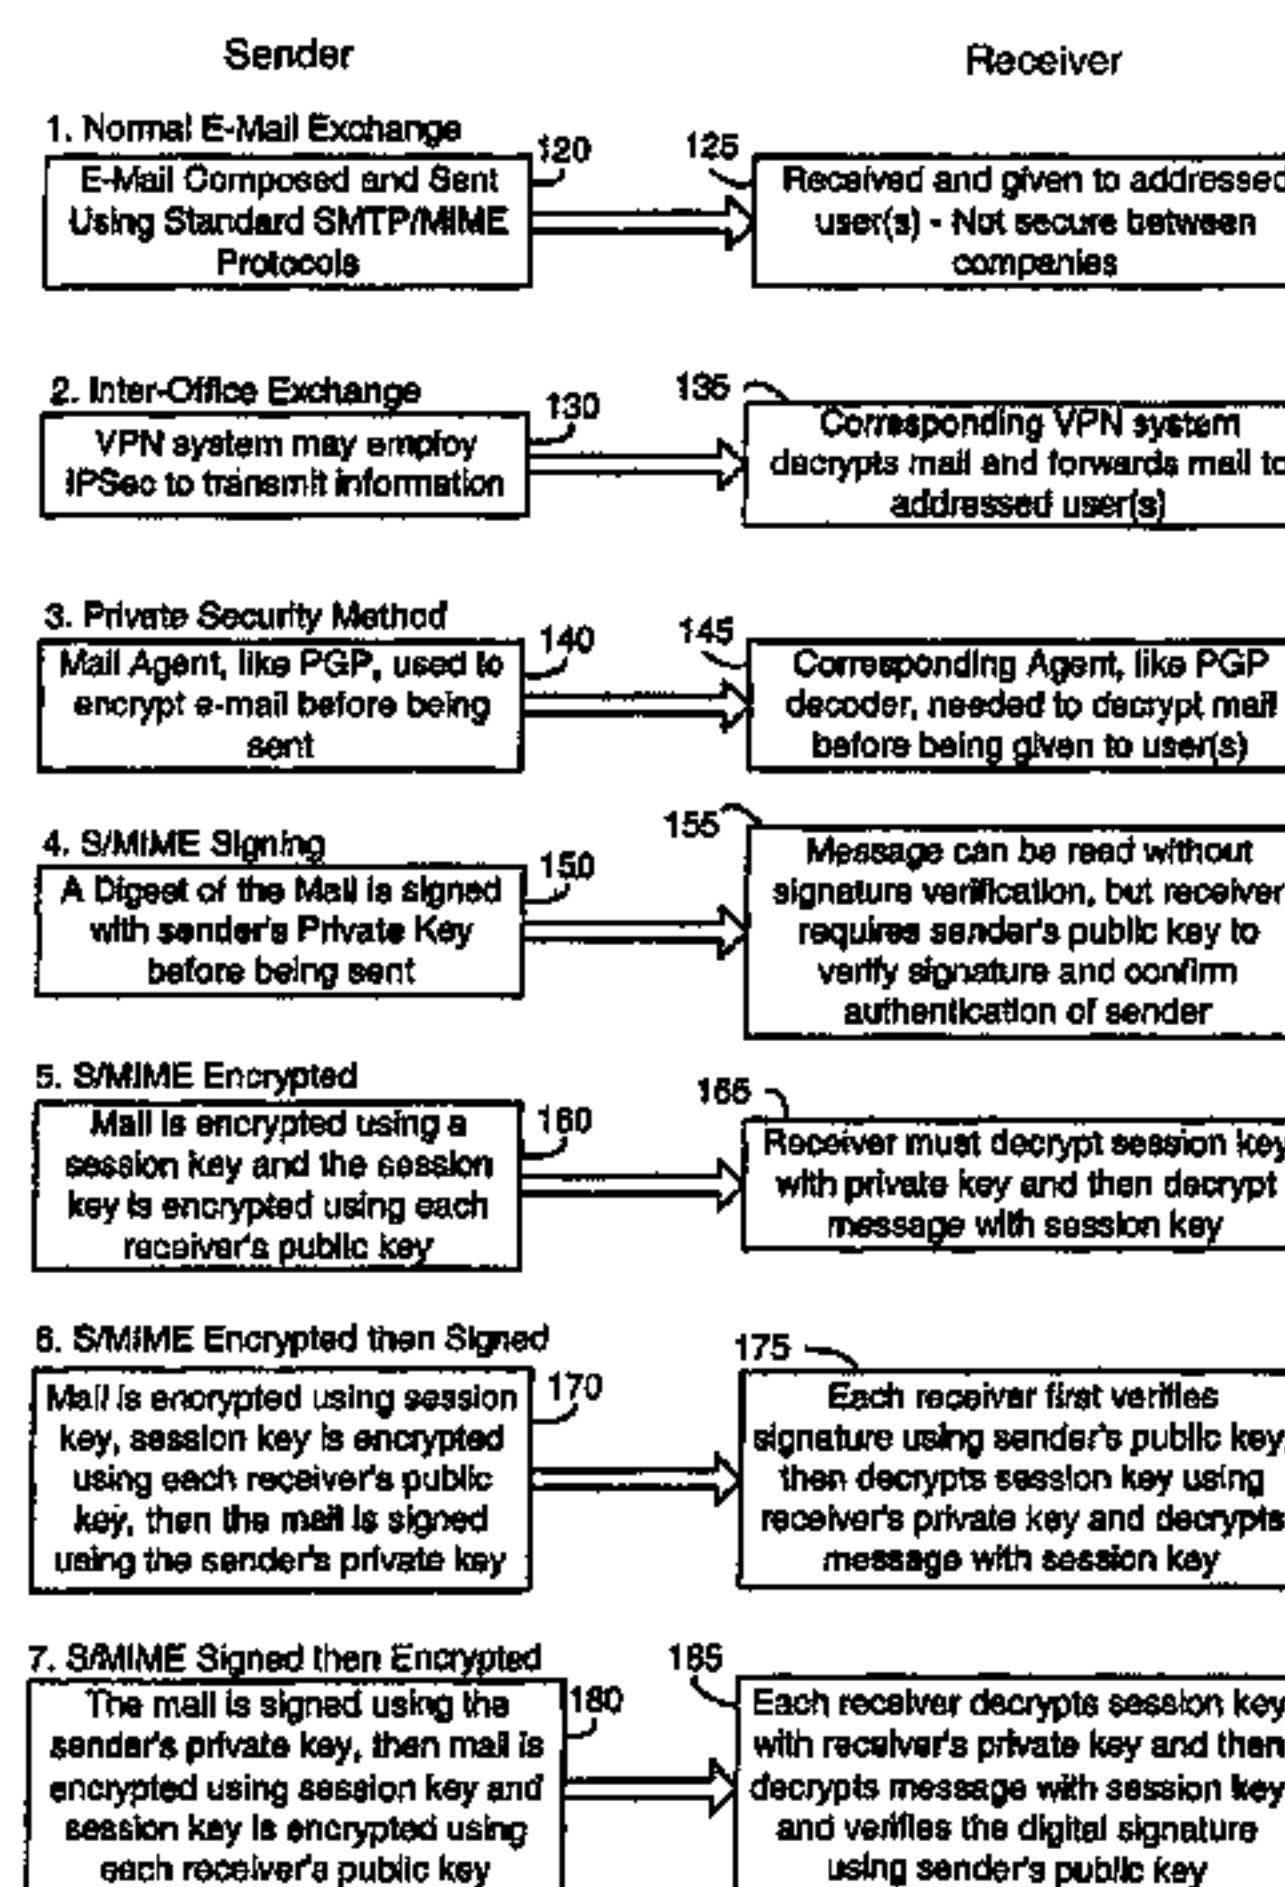 Sender
Receiver
1. Normal E-Mail Exchange
120
E-Mail Composed and Sent
Using Standard SMTP/MIME
Protocols
125
Received and given to addressed
user(s) - Not secure between
companies
2. Inter-Office Exchange
130
VPN system may employ
IPSec to transmit information
135
Corresponding VPN system
decrypts mail and forwards mail to
addressed user(s)
3. Private Security Method
140
Mail Agent, like PGP, used to
encrypt e-mail before being
sent
145
Corresponding Agent, like PGP
decoder, needed to decrypt mail
before being given to user(s)
4. S/MIME Signing
150
A Digest of the Mail is signed
with sender's Private Key
before being sent
155
Message can be read without
signature verification, but receiver
requires sender's public key to
verify signature and confirm
authentication of sender
5. S/MIME Encrypted
160
Mail is encrypted using a
session key and the session
key is encrypted using each
receiver's public key
165
Receiver must decrypt session key
with private key and then decrypt
message with session key
6. S/MIME Encrypted then Signed
170
Mail is encrypted using session
key, session key is encrypted
using each receiver's public
key, then the mail is signed
using the sender's private key
175
Each receiver first verifies
signature using sender's public key,
then decrypts session key using
receiver's private key and decrypts
message with session key
7. S/MIME Signed then Encrypted
180
The mail is signed using the
sender's private key, then mail is
encrypted using session key and
session key is encrypted using
each receiver's public key
185
Each receiver decrypts session key
with receiver's private key and then
decrypts message with session key
and verifies the digital signature
using sender's public key